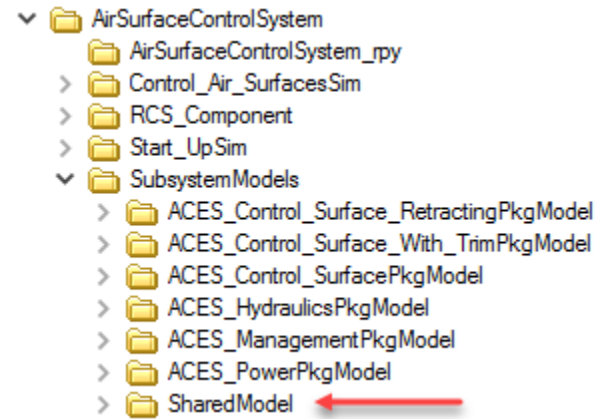 AirSurfaceControlSystem
AirSurfaceControlSystem_rpy
Control_Air_SurfacesSim
RCS_Component
Start_UpSim
SubsystemModels
ACES_Control_Surface_RetractingPkgModel
ACES_Control_Surface_With_TrimPkgModel
ACES_Control_SurfacePkgModel
ACES_HydraulicsPkgModel
ACES_ManagementPkgModel
ACES_PowerPkgModel
SharedModel